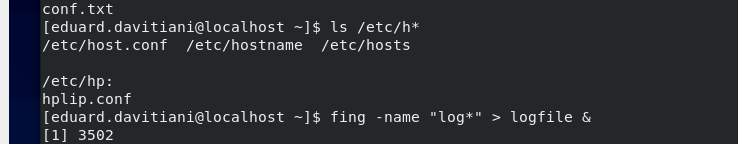 conf.txt
[eduard.davitiani@localhost ~]$ ls /etc/h*
/etc/host.conf  /etc/hostname  /etc/hosts
/etc/hp:
hplip.conf
[eduard.davitiani@localhost ~]$ fing -name "log*" > logfile &
[1] 3502